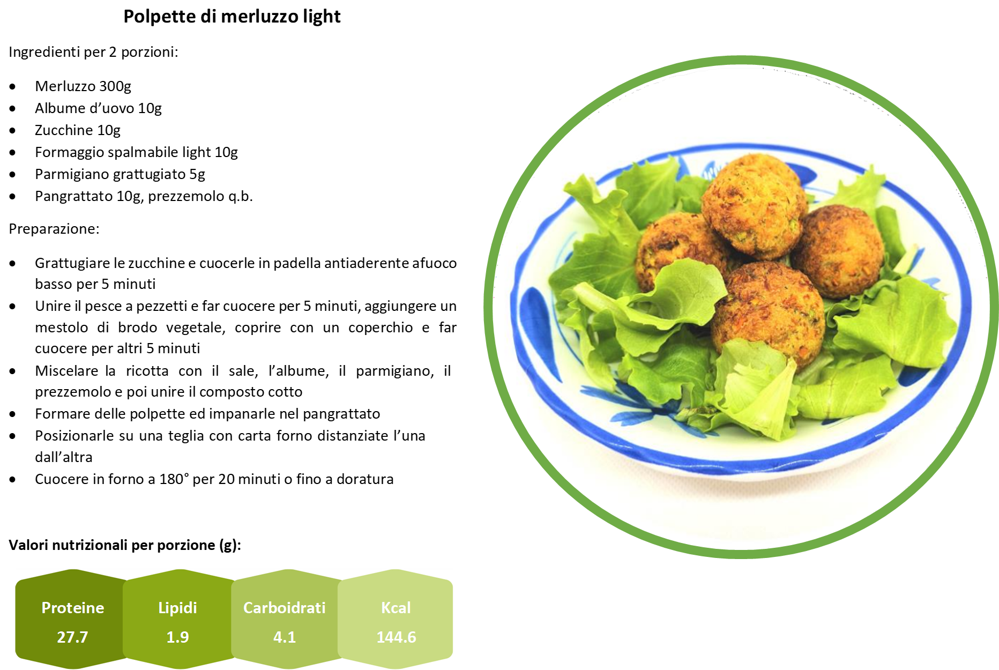 Polpette di merluzzo light
Ingredienti per 2 porzioni:
• Merluzzo 300g
• Albume d’uovo 10g
• Zucchine 10g
• Formaggio spalmabile light 10g
• Parmigiano grattugiato 5g
• Pangrattato 10g, prezzemolo q.b.
Preparazione:
• Grattugiare le zucchine e cuocerle in padella antiaderente afuoco
basso per 5 minuti
• Unire il pesce a pezzetti e far cuocere per 5 minuti, aggiungere un
mestolo di brodo vegetale, coprire con un coperchio e far
cuocere per altri 5 minuti
• Miscelare la ricotta con il sale, l’albume, il parmigiano, il
prezzemolo e poi unire il composto cotto
• Formare delle polpette ed impanarle nel pangrattato
• Posizionarle su una teglia con carta forno distanziate l’una
dall’altra
• Cuocere in forno a 180° per 20 minuti o fino a doratura
Valori nutrizionali per porzione (g):
Proteine Lipidi Carboidrati Kcal
27.7 1.9 4.1 144.6